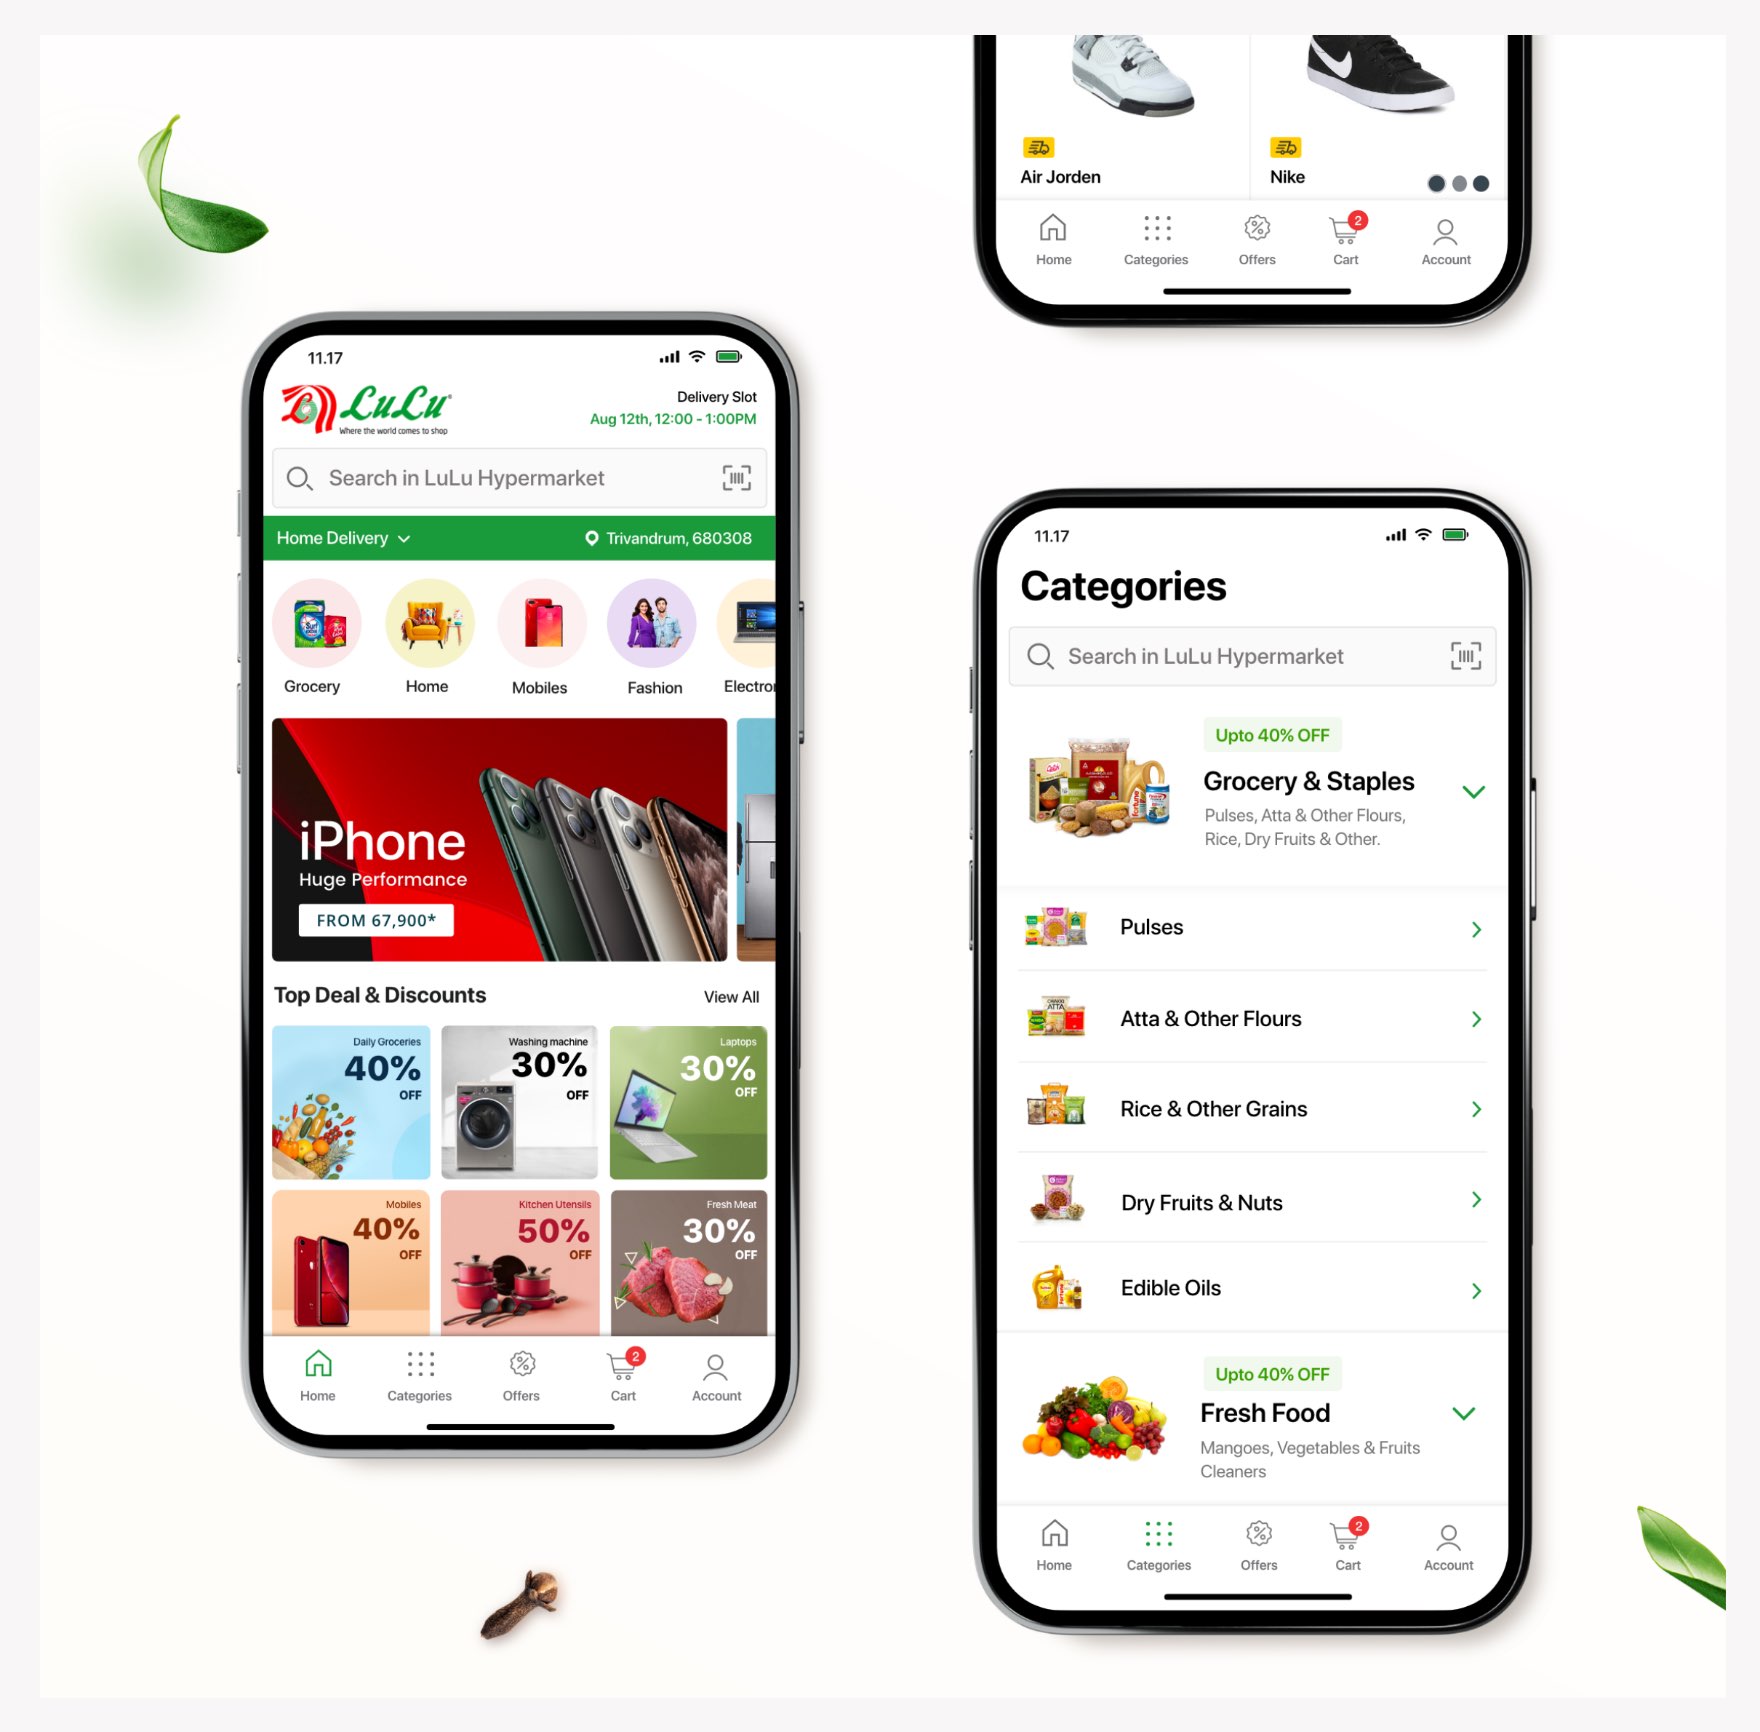 Air Jorden
Nike
Home
Categories
Offers
2
Cart
Account
11.17
LuLu
Where the world comes to shop
Delivery Slot
Aug 12th, 12:00 - 1:00PM
Search in LuLu Hypermarket
Home Delivery
Trivandrum, 680308
Grocery
Home
Mobiles
Fashion
Electro
iPhone
Huge Performance
FROM 67,900*
Top Deal & Discounts
View All
Daily Groceries
40%
OFF
Washing machine
30%
OFF
Laptops
30%
OFF
Mobiles
40%
OFF
Kitchen Utensils
50%
OFF
Fresh Meat
30%
OFF
Home
Categories
Offers
2
Cart
Account
11.17
Categories
Search in LuLu Hypermarket
Upto 40% OFF
Grocery & Staples
Pulses, Atta & Other Flours,
Rice, Dry Fruits & Other.
Pulses
Atta & Other Flours
Rice & Other Grains
Dry Fruits & Nuts
Edible Oils
Upto 40% OFF
Fresh Food
Mangoes, Vegetables & Fruits
Cleaners
Home
Categories
Offers
2
Cart
Account